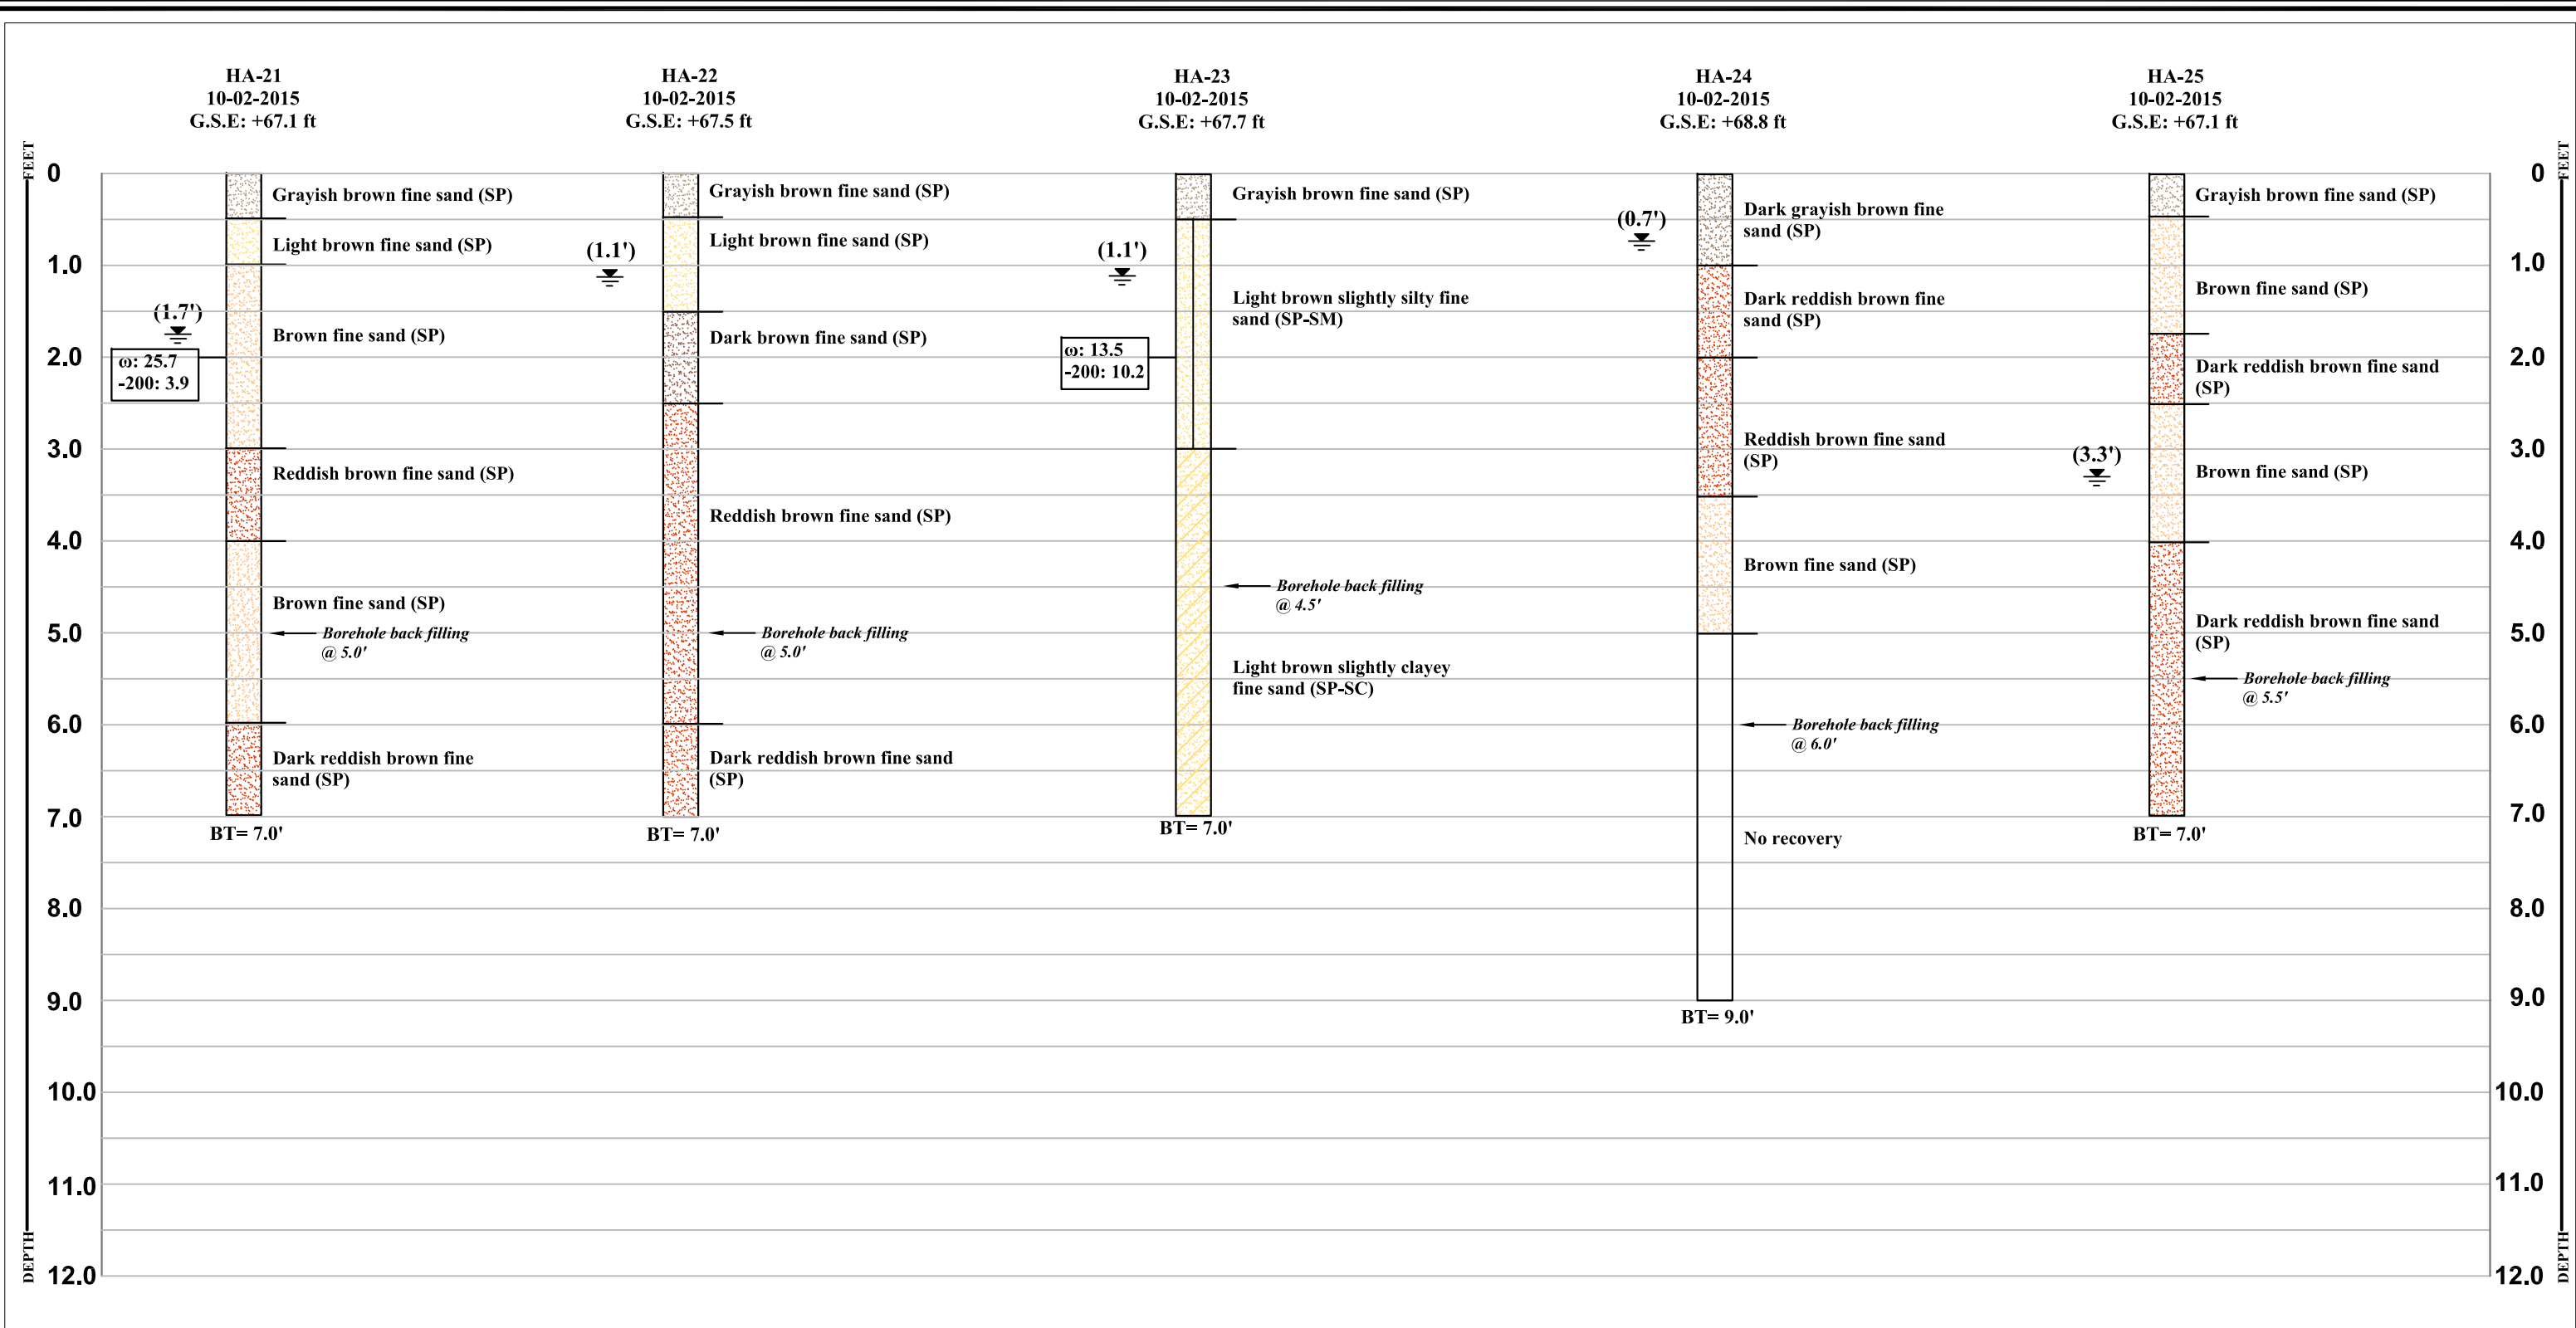 HA-21
10-02-2015
G.S.E: +67.1 ft
HA-22
10-02-2015
G.S.E: +67.5 ft
HA-23
10-02-2015
G.S.E: +67.7 ft
HA-24
10-02-2015
G.S.E: +68.8 ft
HA-25
10-02-2015
G.S.E: +67.1 ft
FEET
0
1.0
2.0
3.0
4.0
5.0
6.0
7.0
8.0
9.0
10.0
11.0
12.0
DEPTH
Grayish brown fine sand (SP)
Light brown fine sand (SP)
(1.7')
Brown fine sand (SP)
ω: 25.7
-200: 3.9
Reddish brown fine sand (SP)
Brown fine sand (SP)
Borehole back filling
@ 5.0'
Dark reddish brown fine
sand (SP)
BT= 7.0'
Grayish brown fine sand (SP)
Light brown fine sand (SP)
(1.1')
Dark brown fine sand (SP)
Reddish brown fine sand (SP)
Borehole back filling
@ 5.0'
Dark reddish brown fine sand
(SP)
BT= 7.0'
Grayish brown fine sand (SP)
(1.1')
Light brown slightly silty fine
sand (SP-SM)
ω: 13.5
-200: 10.2
Borehole back filling
@ 4.5'
Light brown slightly clayey
fine sand (SP-SC)
BT= 7.0'
Dark grayish brown fine
sand (SP)
(0.7')
Dark reddish brown fine
sand (SP)
Reddish brown fine sand
(SP)
Brown fine sand (SP)
Borehole back filling
@ 6.0'
No recovery
BT= 9.0'
Grayish brown fine sand (SP)
Brown fine sand (SP)
Dark reddish brown fine sand
(SP)
(3.3')
Brown fine sand (SP)
Dark reddish brown fine sand
(SP)
Borehole back filling
@ 5.5'
BT= 7.0'
FEET
0
1.0
2.0
3.0
4.0
5.0
6.0
7.0
8.0
9.0
10.0
11.0
12.0
DEPTH